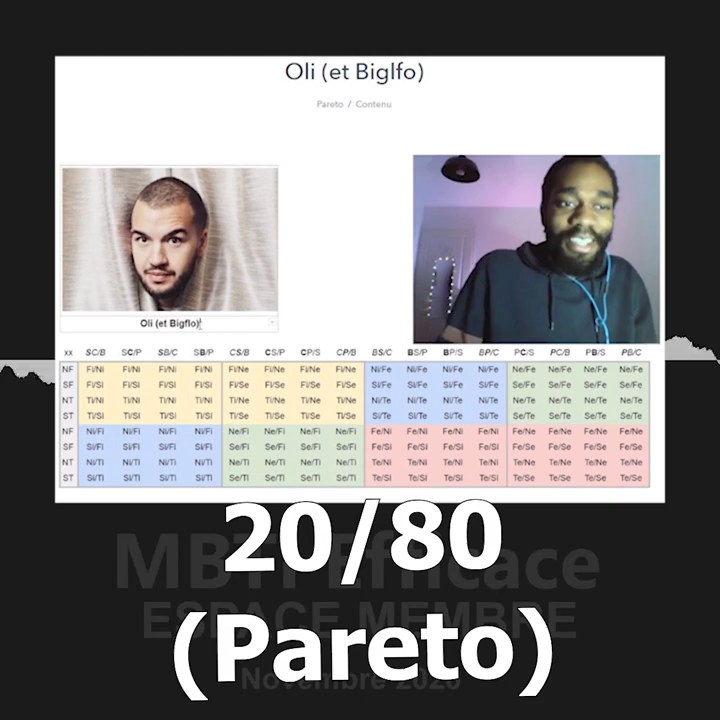 Oli (et Biglfo)
Pareto / Contenu
Oli (et Bigflo)
xx SC/B SC/P SB/C SB/P CS/B CS/P CP/S CP/B BS/C BS/P BP/S BP/C PC/S PC/B PB/S PB/C
NF Fi/Ni Fi/Ni Fi/Ni Fi/Ni Fi/Ne Fi/Ne Fi/Ne Fi/Ne Ni/Fe Ni/Fe Ni/Fe Ni/Fe Ne/Fe Ne/Fe Ne/Fe Ne/Fe
SF Fi/Si Fi/Si Fi/Si Fi/Si Fi/Se Fi/Se Fi/Se Fi/Se Si/Fe Si/Fe Si/Fe Si/Fe Se/Fe Se/Fe Se/Fe Se/Fe
NT Ti/Ni Ti/Ni Ti/Ni Ti/Ni Ti/Ne Ti/Ne Ti/Ne Ti/Ne Ni/Te Ni/Te Ni/Te Ni/Te Ne/Te Ne/Te Ne/Te Ne/Te
ST Ti/Si Ti/Si Ti/Si Ti/Si Ti/Se Ti/Se Ti/Se Ti/Se Si/Te Si/Te Si/Te Si/Te Se/Te Se/Te Se/Te Se/Te
NF Ni/Fi Ni/Fi Ni/Fi Ni/Fi Ne/Fi Ne/Fi Ne/Fi Ne/Fi Fe/Ni Fe/Ni Fe/Ni Fe/Ni Fe/Ne Fe/Ne Fe/Ne Fe/Ne
SF Si/Fi Si/Fi Si/Fi Si/Fi Se/Fi Se/Fi Se/Fi Se/Fi Fe/Si Fe/Si Fe/Si Fe/Si Fe/Se Fe/Se Fe/Se Fe/Se
NT Ni/Ti Ni/Ti Ni/Ti Ni/Ti Ne/Ti Ne/Ti Ne/Ti Ne/Ti Te/Ni Te/Ni Te/Ni Te/Ni Te/Ne Te/Ne Te/Ne Te/Ne
ST Si/Ti Si/Ti Si/Ti Si/Ti Se/Ti Se/Ti Se/Ti Se/Ti Te/Si Te/Si Te/Si Te/Si Te/Se Te/Se Te/Se Te/Se
20/80
MBTI Efficace
ESPACE MEMBRE
(Pareto)
Novembre 2020